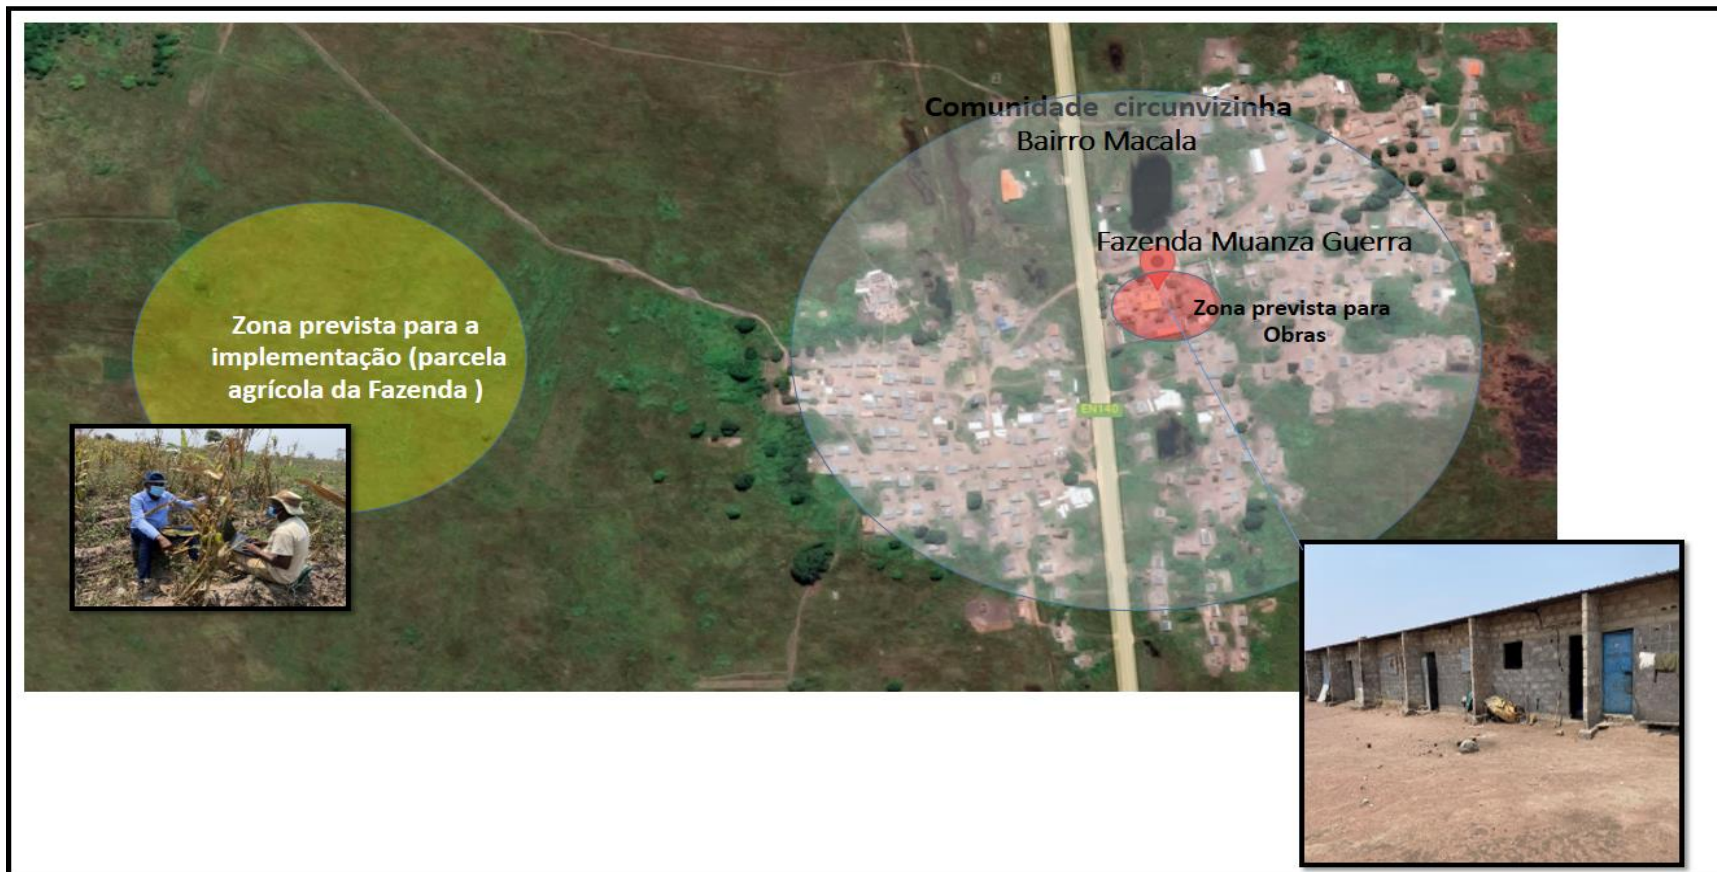 Comunidade circunvizinha
Bairro Macala
Fazenda Muanza Guerra
Zona prevista para
Obras
Zona prevista para a
implementação (parcela
agrícola da Fazenda )
EN140